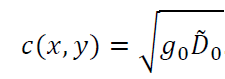 c(x, y) = √(g₀D̃₀)